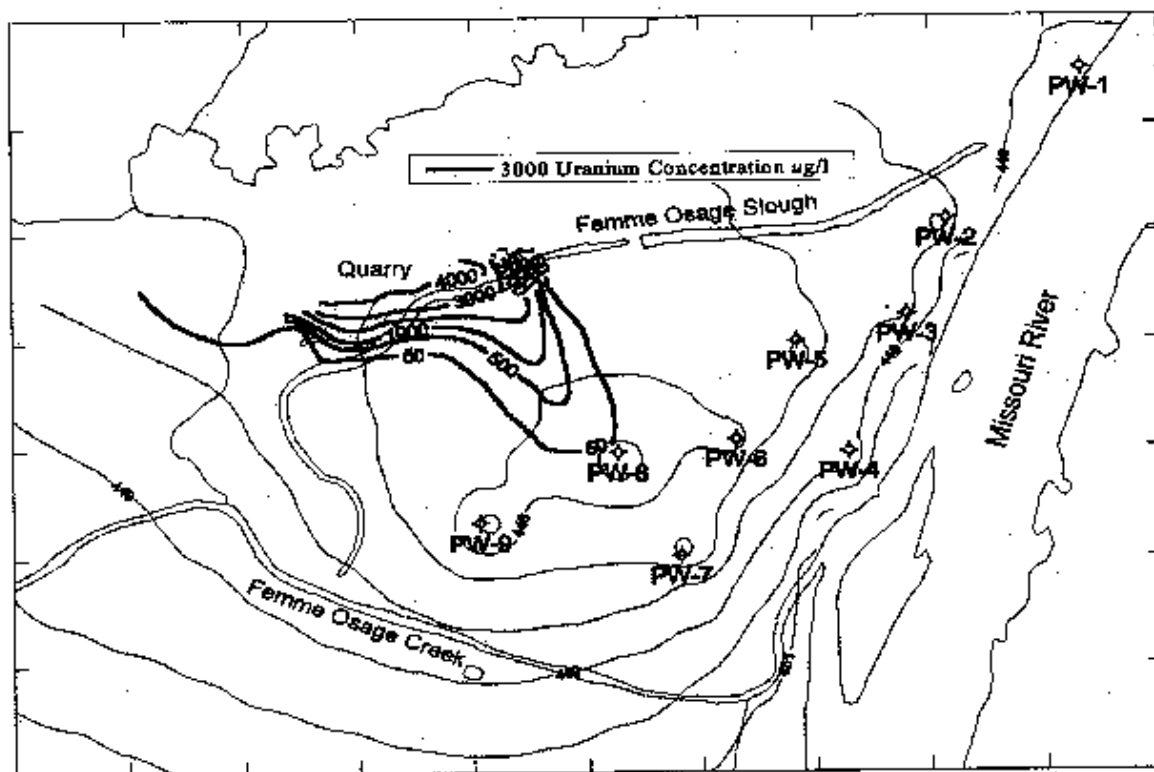 PW-1
3000 Uranium Concentration ug/l
Femme Osage Slough
PW-2
Quarry
4000
3000
PW-3
PW-5
50
500
Missouri River
50
PW-6
PW-4
PW-8
PW-9
PW-7
Femme Osage Creek